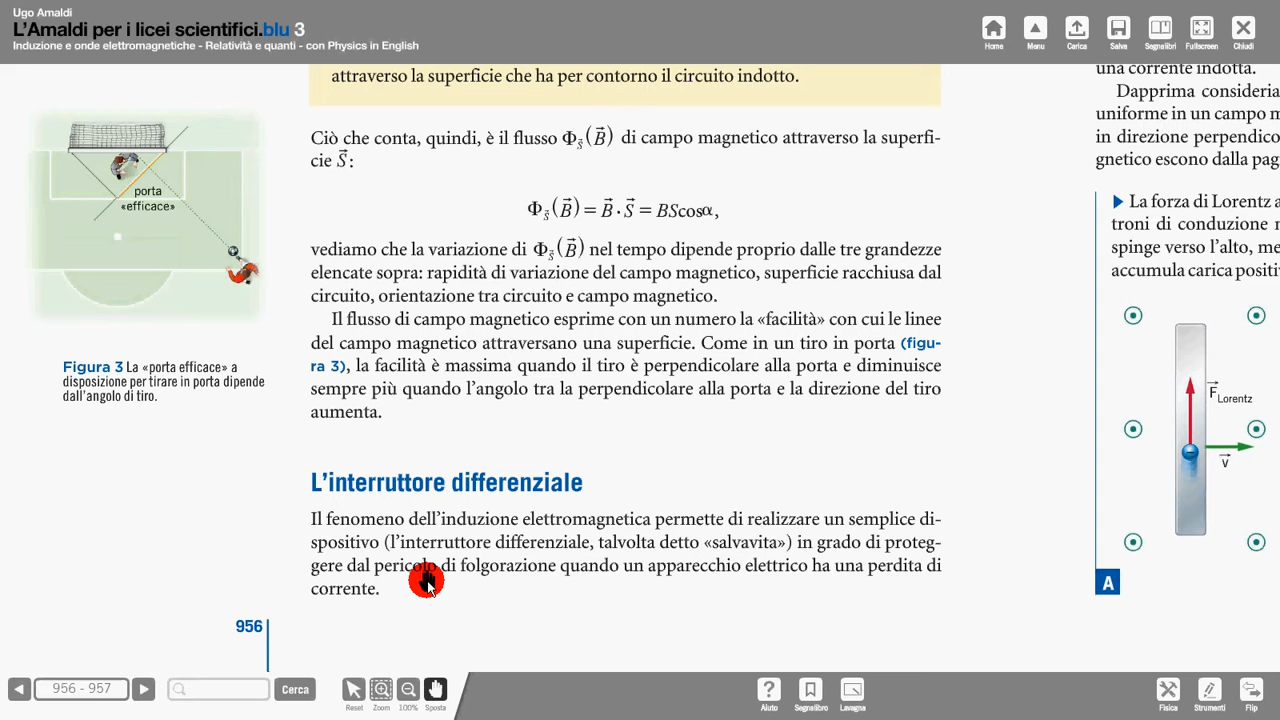 Ugo Amaldi
L'Amaldi per i licei scientifici.blu 3
Induzione e onde elettromagnetiche - Relatività e quanti - con Physics in English
Home
Menu
Carica
Salva
Segnalibri
Fullscreen
Chiudi
attraverso la superficie che ha per contorno il circuito indotto.
Ciò che conta, quindi, è il flusso Φ_s⃗(B⃗) di campo magnetico attraverso la superfi-
cie S⃗:
Φ_s⃗(B⃗) = B⃗ · S⃗ = BScosα,
vediamo che la variazione di Φ_s⃗(B⃗) nel tempo dipende proprio dalle tre grandezze
elencate sopra: rapidità di variazione del campo magnetico, superficie racchiusa dal
circuito, orientazione tra circuito e campo magnetico.
Il flusso di campo magnetico esprime con un numero la «facilità» con cui le linee
del campo magnetico attraversano una superficie. Come in un tiro in porta (figu-
ra 3), la facilità è massima quando il tiro è perpendicolare alla porta e diminuisce
sempre più quando l'angolo tra la perpendicolare alla porta e la direzione del tiro
aumenta.
porta
«efficace»
Figura 3 La «porta efficace» a
disposizione per tirare in porta dipende
dall'angolo di tiro.
L'interruttore differenziale
Il fenomeno dell'induzione elettromagnetica permette di realizzare un semplice di-
spositivo (l'interruttore differenziale, talvolta detto «salvavita») in grado di proteg-
gere dal pericolo di folgorazione quando un apparecchio elettrico ha una perdita di
corrente.
956
una corrente indotta.
Dapprima consideria
uniforme in un campo m
in direzione perpendico
gnetico escono dalla pag
La forza di Lorentz a
troni di conduzione n
spinge verso l'alto, me
accumula carica positiv
F⃗ Lorentz
v⃗
A
956 - 957
Cerca
Reset
Zoom
100%
Sposta
Aiuto
Segnalibro
Lavagna
Fisica
Strumenti
Flip